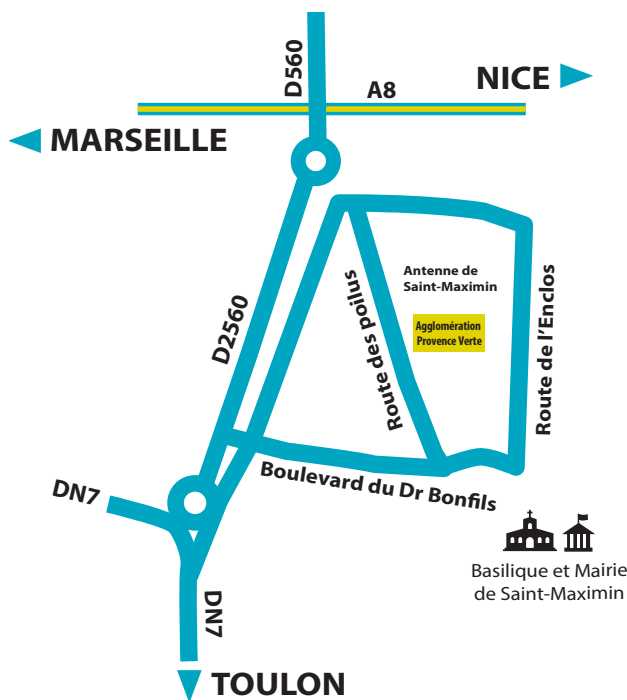 D560
NICE
A8
MARSEILLE
Antenne de
Saint-Maximin
Agglomération
Provence Verte
Route des poilus
Route de l'Enclos
D2560
Boulevard du Dr Bonfils
DN7
Basilique et Mairie
de Saint-Maximin
DN7
TOULON